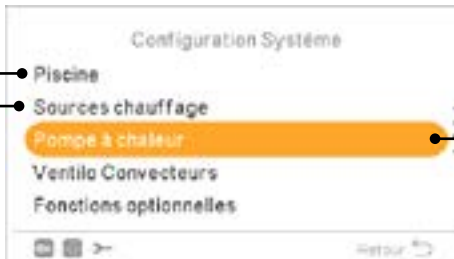 Configuration Système
Piscine
Sources chauffage
Pompe à chaleur
Ventilo Convecteurs
Fonctions optionnelles
Retour